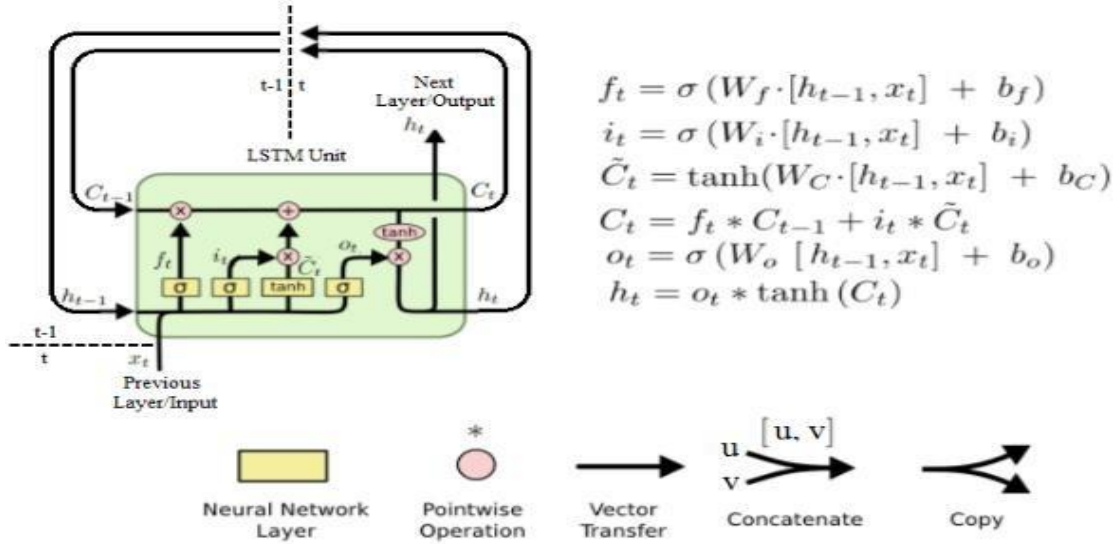 t-1 t
Next
Layer/Output
h_t
LSTM Unit
C_{t-1}
C_t
×
+
tanh
f_t
i_t
×
C̃_t
o_t
×
σ
σ
tanh
σ
h_{t-1}
h_t
t-1
t
x_t
Previous
Layer/Input
f_t = σ (W_f·[h_{t-1}, x_t] + b_f)
i_t = σ (W_i·[h_{t-1}, x_t] + b_i)
C̃_t = tanh(W_C·[h_{t-1}, x_t] + b_C)
C_t = f_t * C_{t-1} + i_t * C̃_t
o_t = σ (W_o [h_{t-1}, x_t] + b_o)
h_t = o_t * tanh (C_t)
*
u
v
[u, v]
Neural Network
Layer
Pointwise
Operation
Vector
Transfer
Concatenate
Copy